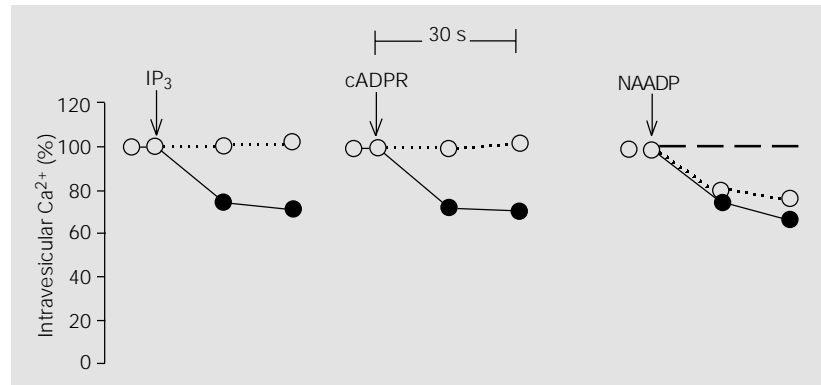 30 s
IP3
cADPR
NAADP
Intravesicular Ca2+ (%)
120
100
80
60
40
20
0